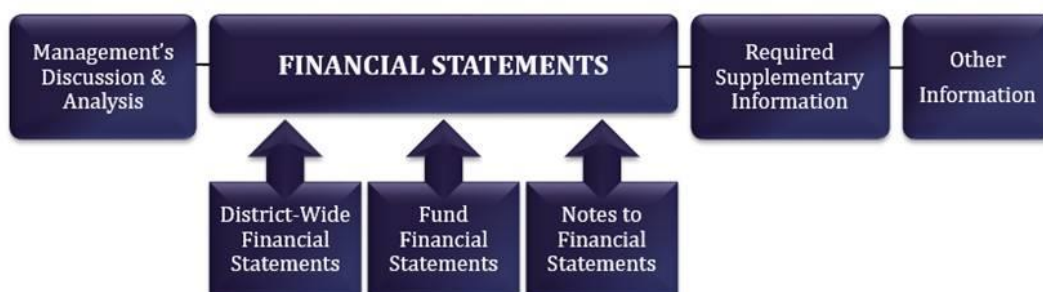 Management's
Discussion &
Analysis
FINANCIAL STATEMENTS
Required
Supplementary
Information
Other
Information
District-Wide
Financial
Statements
Fund
Financial
Statements
Notes to
Financial
Statements